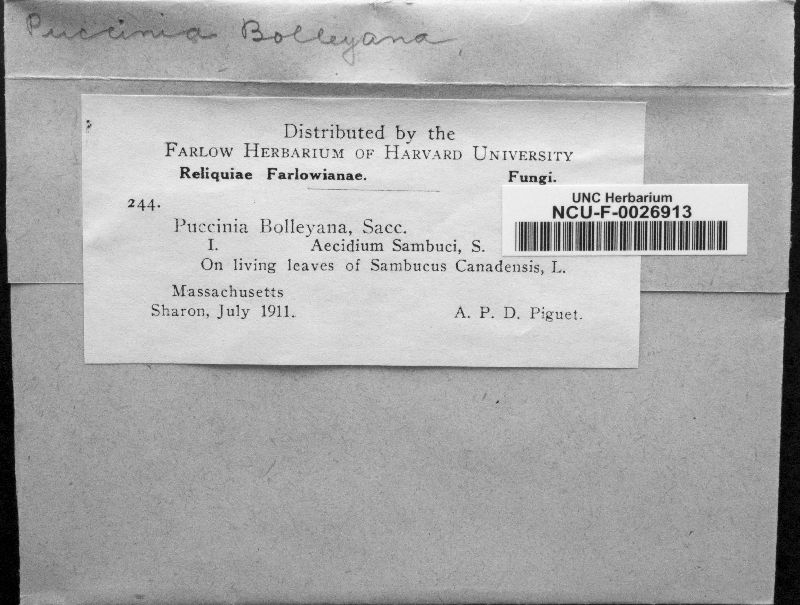 Puccinia Bolleyana
Distributed by the
FARLOW HERBARIUM OF HARVARD UNIVERSITY
Reliquiae Farlowianae. Fungi.
244.
Puccinia Bolleyana, Sacc.
I. Aecidium Sambuci, S.
On living leaves of Sambucus Canadensis, L.
Massachusetts
Sharon, July 1911. A. P. D. Piguet.
UNC Herbarium
NCU-F-0026913